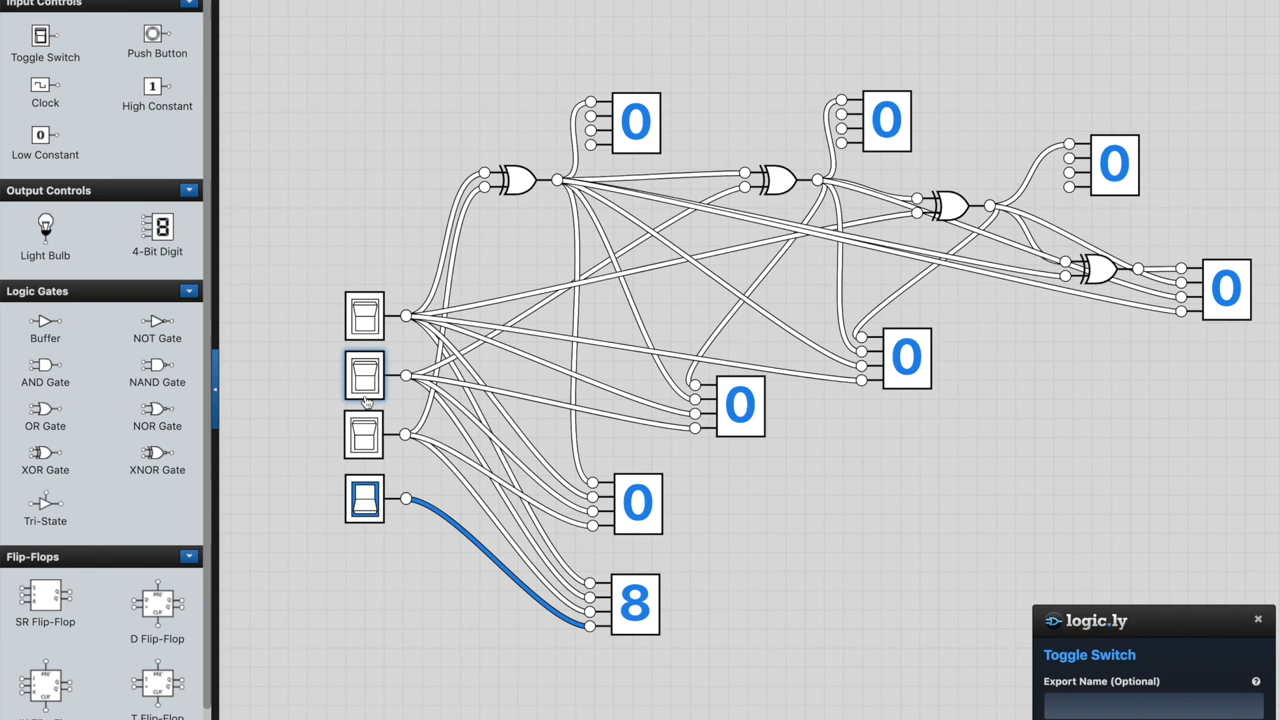 Input Controls
Toggle Switch
Push Button
Clock
1
High Constant
0
Low Constant
Output Controls
Light Bulb
8
4-Bit Digit
Logic Gates
Buffer
NOT Gate
AND Gate
NAND Gate
OR Gate
NOR Gate
XOR Gate
XNOR Gate
Tri-State
Flip-Flops
SR Flip-Flop
D Flip-Flop
T Flip-Flop
0
0
0
0
0
0
0
8
logic.ly
×
Toggle Switch
Export Name (Optional)
?